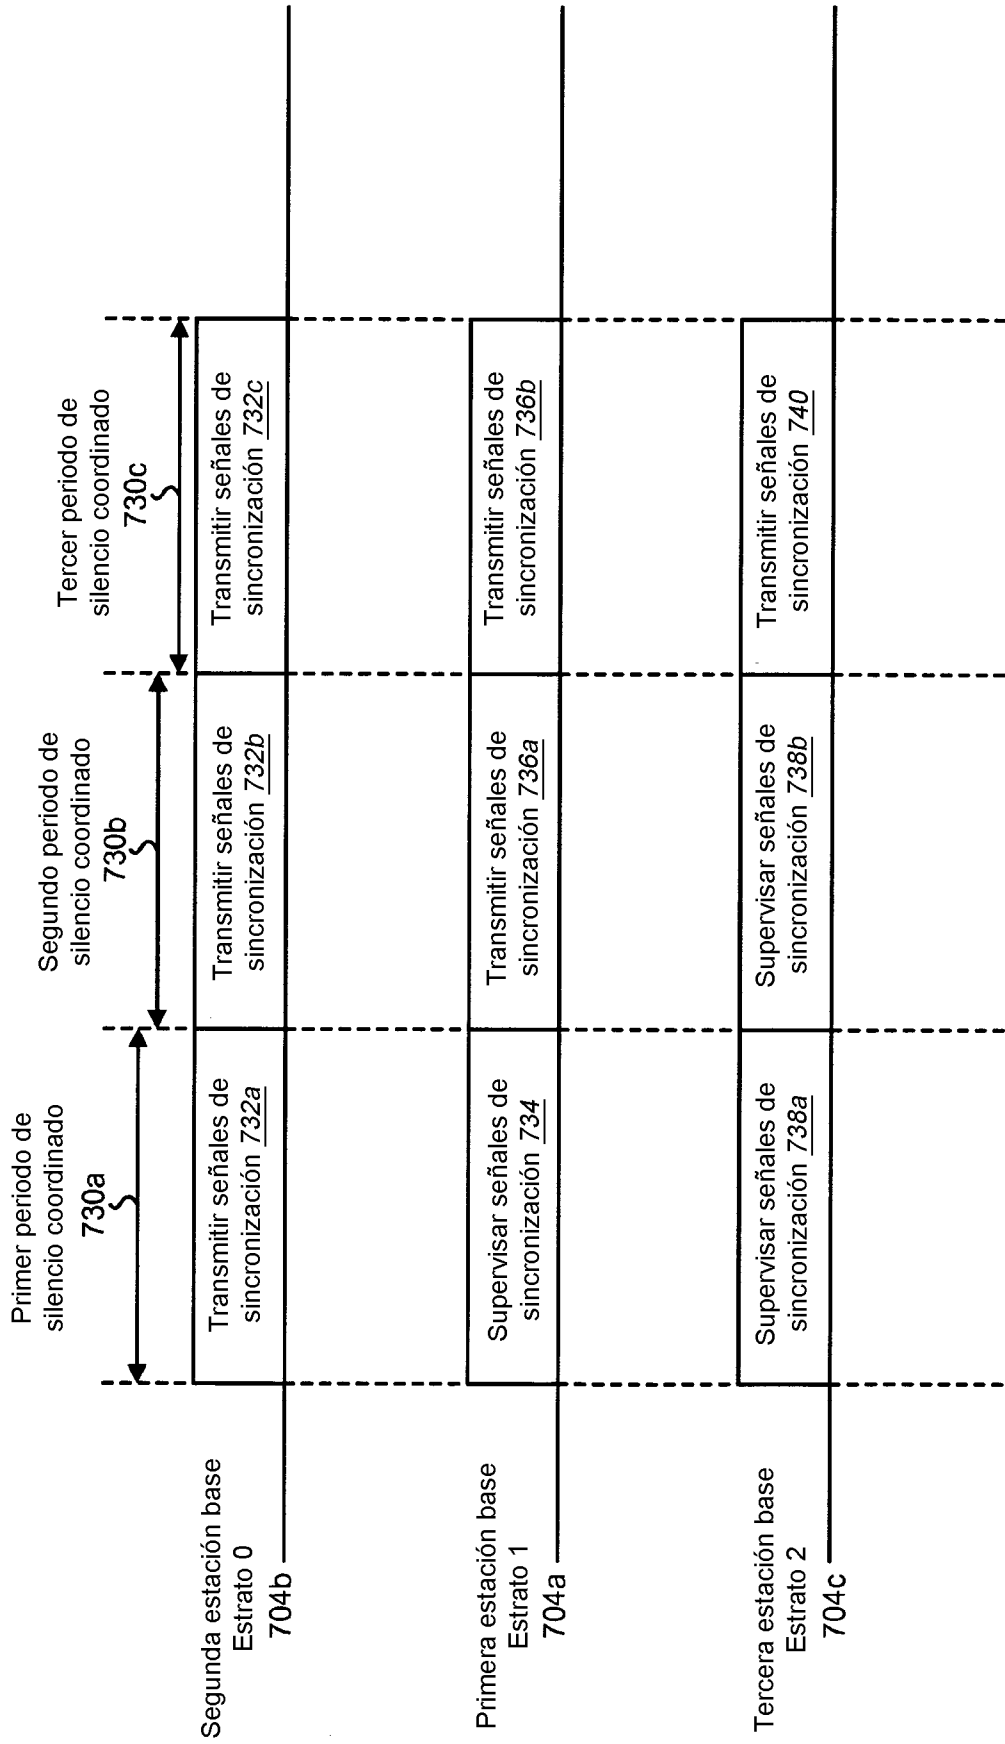 Primer periodo de
silencio coordinado
730a
Segundo periodo de
silencio coordinado
730b
Tercer periodo de
silencio coordinado
730c
Segunda estación base
Estrato 0
704b
Transmitir señales de
sincronización 732a
Transmitir señales de
sincronización 732b
Transmitir señales de
sincronización 732c
Primera estación base
Estrato 1
704a
Supervisar señales de
sincronización 734
Transmitir señales de
sincronización 736a
Transmitir señales de
sincronización 736b
Tercera estación base
Estrato 2
704c
Supervisar señales de
sincronización 738a
Supervisar señales de
sincronización 738b
Transmitir señales de
sincronización 740